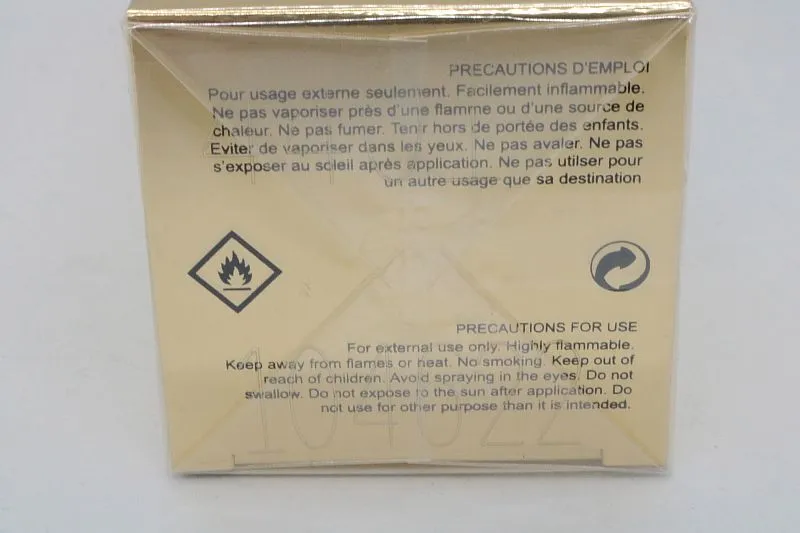 PRECAUTIONS D'EMPLOI
Pour usage externe seulement. Facilement inflammable.
Ne pas vaporiser près d'une flamme ou d'une source de
chaleur. Ne pas fumer. Tenir hors de portée des enfants.
Eviter de vaporiser dans les yeux. Ne pas avaler. Ne pas
s'exposer au soleil après application. Ne pas utilser pour
un autre usage que sa destination
PRECAUTIONS FOR USE
For external use only. Highly flammable.
Keep away from flames or heat. No smoking. Keep out of
reach of children. Avoid spraying in the eyes. Do not
swallow. Do not expose to the sun after application. Do
not use for other purpose than it is intended.
104022